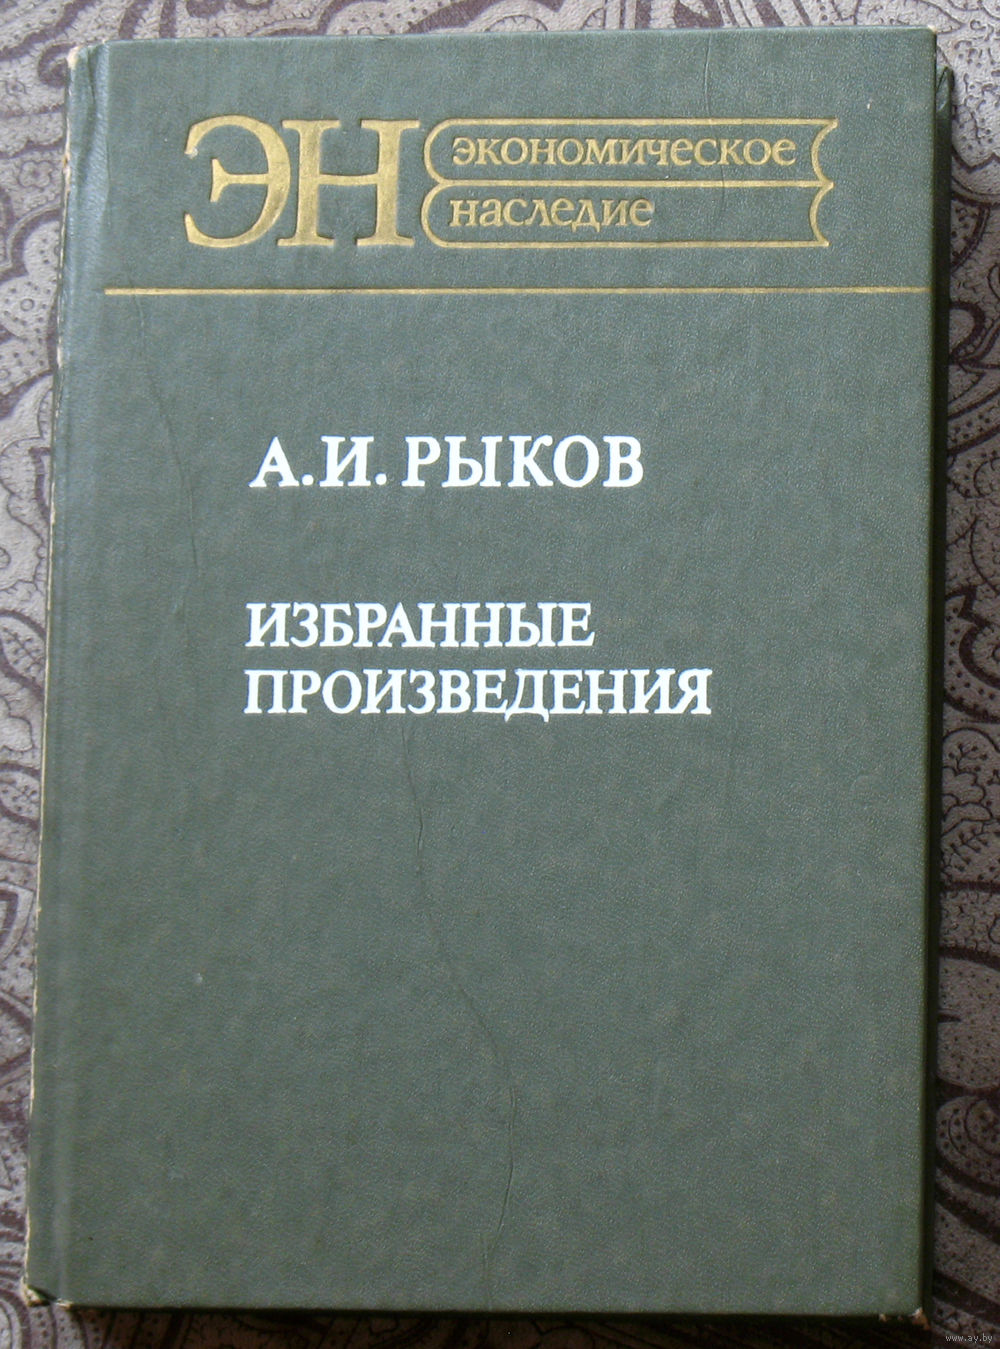 ЭН
экономическое
наследие
А.И. РЫКОВ
ИЗБРАННЫЕ
ПРОИЗВЕДЕНИЯ
www.ay.by